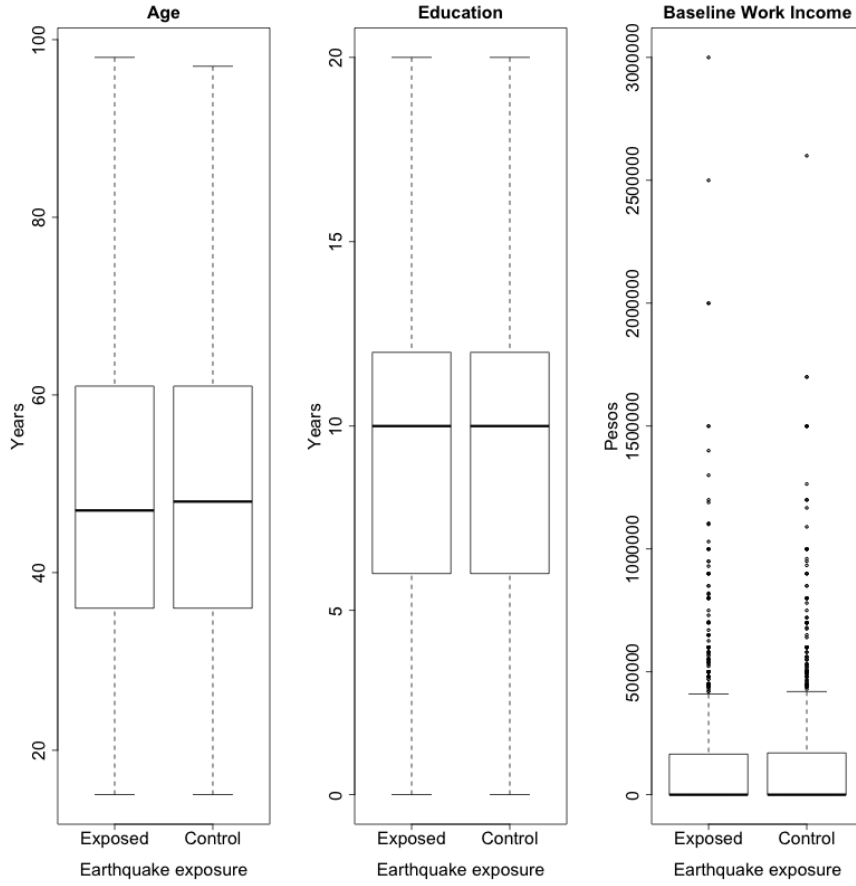 Age
Years
100
80
60
40
20
Exposed Control
Earthquake exposure
Education
Years
20
15
10
5
0
Exposed Control
Earthquake exposure
Baseline Work Income
Pesos
3000000
2500000
2000000
1500000
1000000
500000
0
Exposed Control
Earthquake exposure